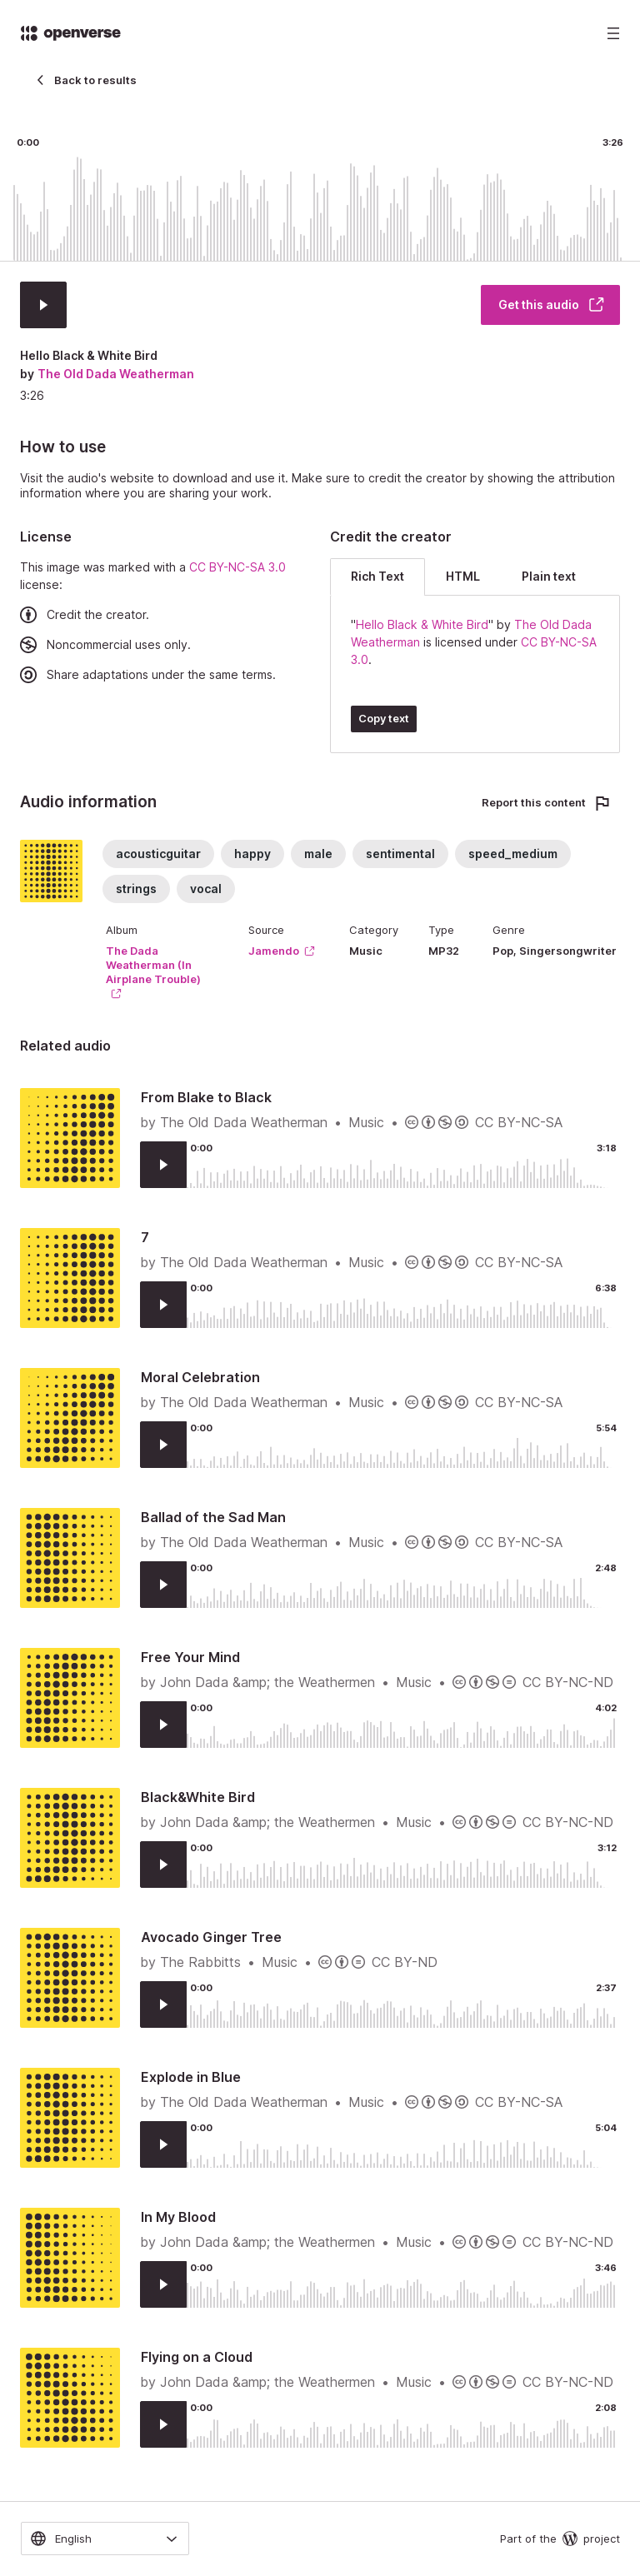 openverse
Back to results
0:00 3:26
Get this audio
Hello Black & White Bird
by The Old Dada Weatherman
3:26
How to use
Visit the audio's website to download and use it. Make sure to credit the creator by showing the attribution
information where you are sharing your work.
License
This image was marked with a CC BY-NC-SA 3.0
license:
Credit the creator.
Noncommercial uses only.
Share adaptations under the same terms.
Credit the creator
Rich Text HTML Plain text
"Hello Black & White Bird" by The Old Dada
Weatherman is licensed under CC BY-NC-SA
3.0.
Copy text
Audio information
Report this content
acousticguitar happy male sentimental speed_medium
strings vocal
Album
The Dada
Weatherman (In
Airplane Trouble)
Source
Jamendo
Category
Music
Type
MP32
Genre
Pop, Singersongwriter
Related audio
From Blake to Black
by The Old Dada Weatherman • Music • CC BY-NC-SA
0:00 3:18
7
by The Old Dada Weatherman • Music • CC BY-NC-SA
0:00 6:38
Moral Celebration
by The Old Dada Weatherman • Music • CC BY-NC-SA
0:00 5:54
Ballad of the Sad Man
by The Old Dada Weatherman • Music • CC BY-NC-SA
0:00 2:48
Free Your Mind
by John Dada &amp; the Weathermen • Music • CC BY-NC-ND
0:00 4:02
Black&White Bird
by John Dada &amp; the Weathermen • Music • CC BY-NC-ND
0:00 3:12
Avocado Ginger Tree
by The Rabbitts • Music • CC BY-ND
0:00 2:37
Explode in Blue
by The Old Dada Weatherman • Music • CC BY-NC-SA
0:00 5:04
In My Blood
by John Dada &amp; the Weathermen • Music • CC BY-NC-ND
0:00 3:46
Flying on a Cloud
by John Dada &amp; the Weathermen • Music • CC BY-NC-ND
0:00 2:08
English
Part of the project